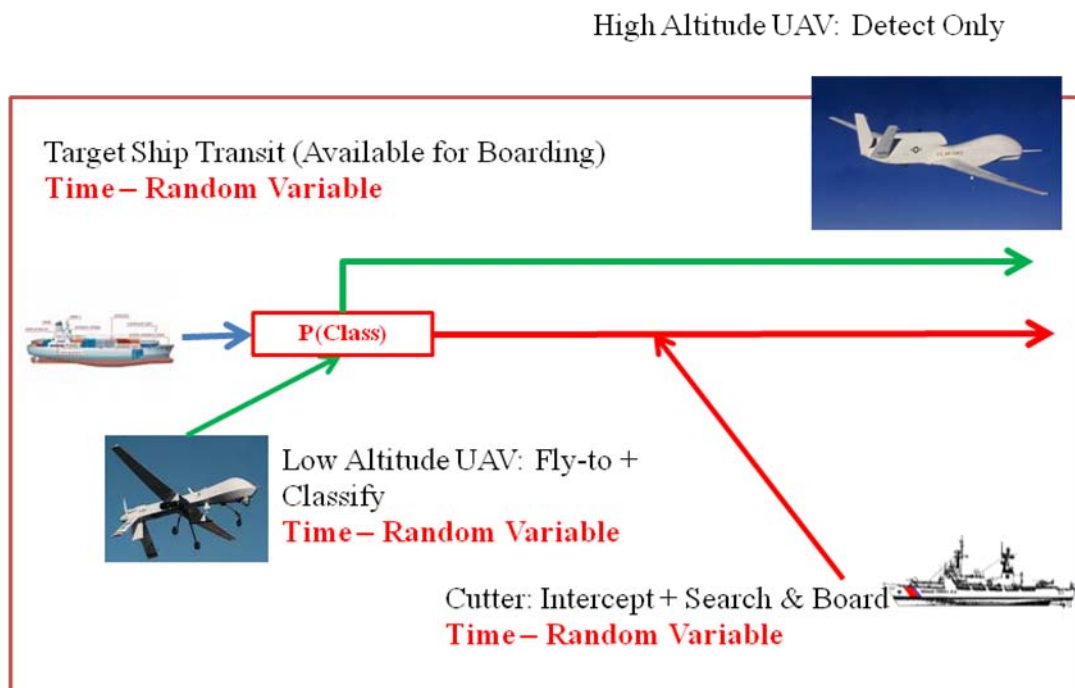 High Altitude UAV: Detect Only
Target Ship Transit (Available for Boarding)
Time – Random Variable
P(Class)
Low Altitude UAV: Fly-to +
Classify
Time – Random Variable
Cutter: Intercept + Search & Board
Time – Random Variable